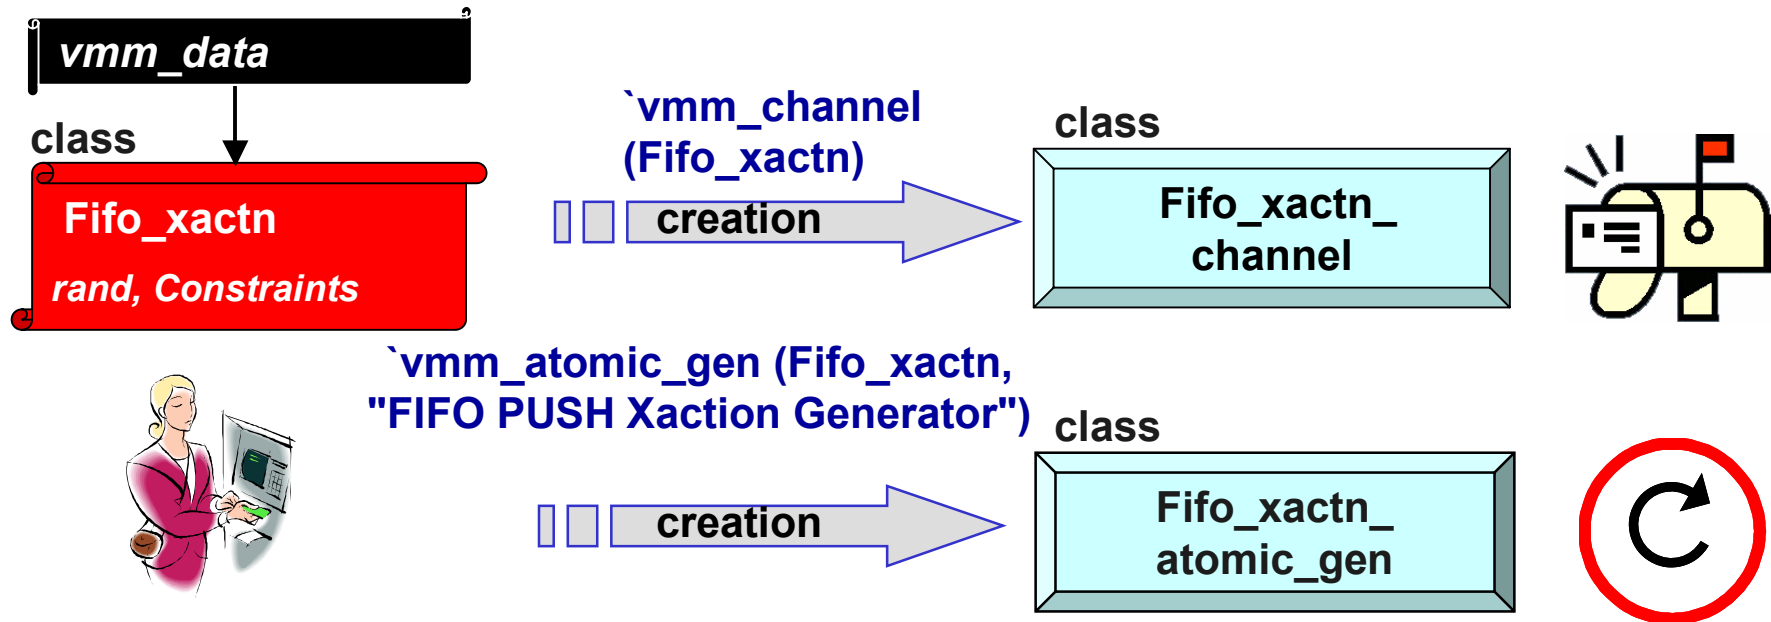 vmm_data
class
Fifo_xactn
rand, Constraints
`vmm_channel
(Fifo_xactn)
creation
class
Fifo_xactn_
channel
`vmm_atomic_gen (Fifo_xactn,
"FIFO PUSH Xaction Generator")
creation
class
Fifo_xactn_
atomic_gen